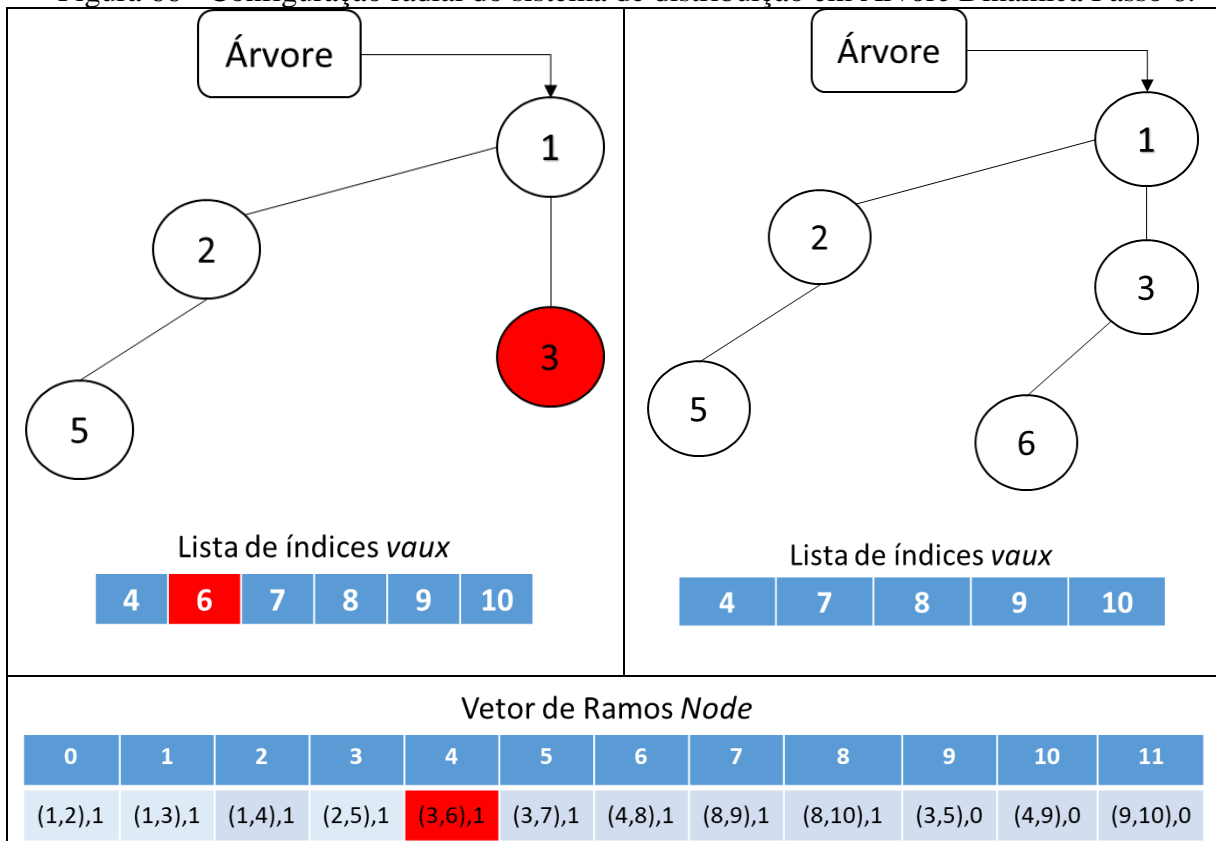 Árvore
1
2
3
5
Lista de índices vaux
4 6 7 8 9 10
Árvore
1
2
3
5
6
Lista de índices vaux
4 7 8 9 10
Vetor de Ramos Node
0 1 2 3 4 5 6 7 8 9 10 11
(1,2),1 (1,3),1 (1,4),1 (2,5),1 (3,6),1 (3,7),1 (4,8),1 (8,9),1 (8,10),1 (3,5),0 (4,9),0 (9,10),0